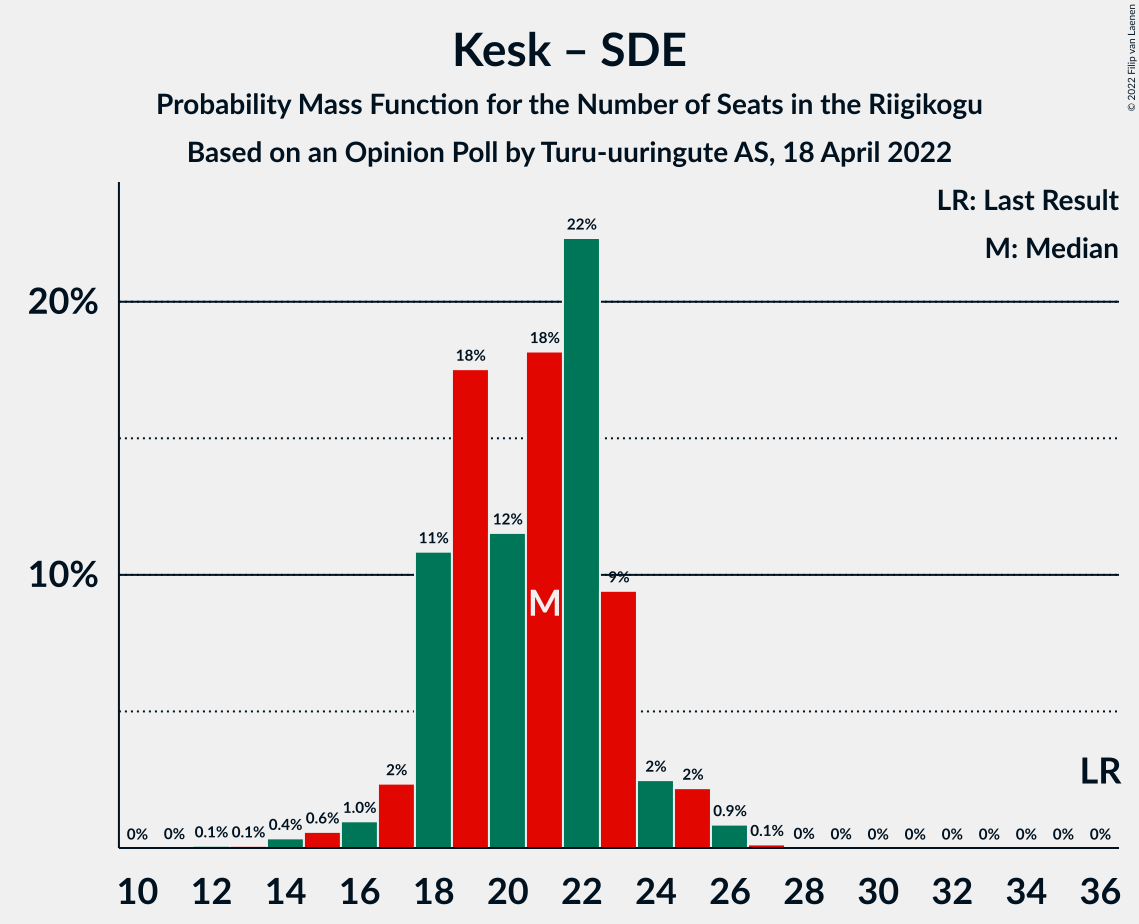 Kesk – SDE
Probability Mass Function for the Number of Seats in the Riigikogu
Based on an Opinion Poll by Turu-uuringute AS, 18 April 2022
© 2022 Filip van Laenen
LR: Last Result
M: Median
20%
10%
0% 0% 0.1% 0.1% 0.4% 0.6% 1.0% 2% 11% 18% 12% 18% 22% 9% 2% 2% 0.9% 0.1% 0% 0% 0% 0% 0% 0% 0% 0% 0%
M
LR
10 12 14 16 18 20 22 24 26 28 30 32 34 36